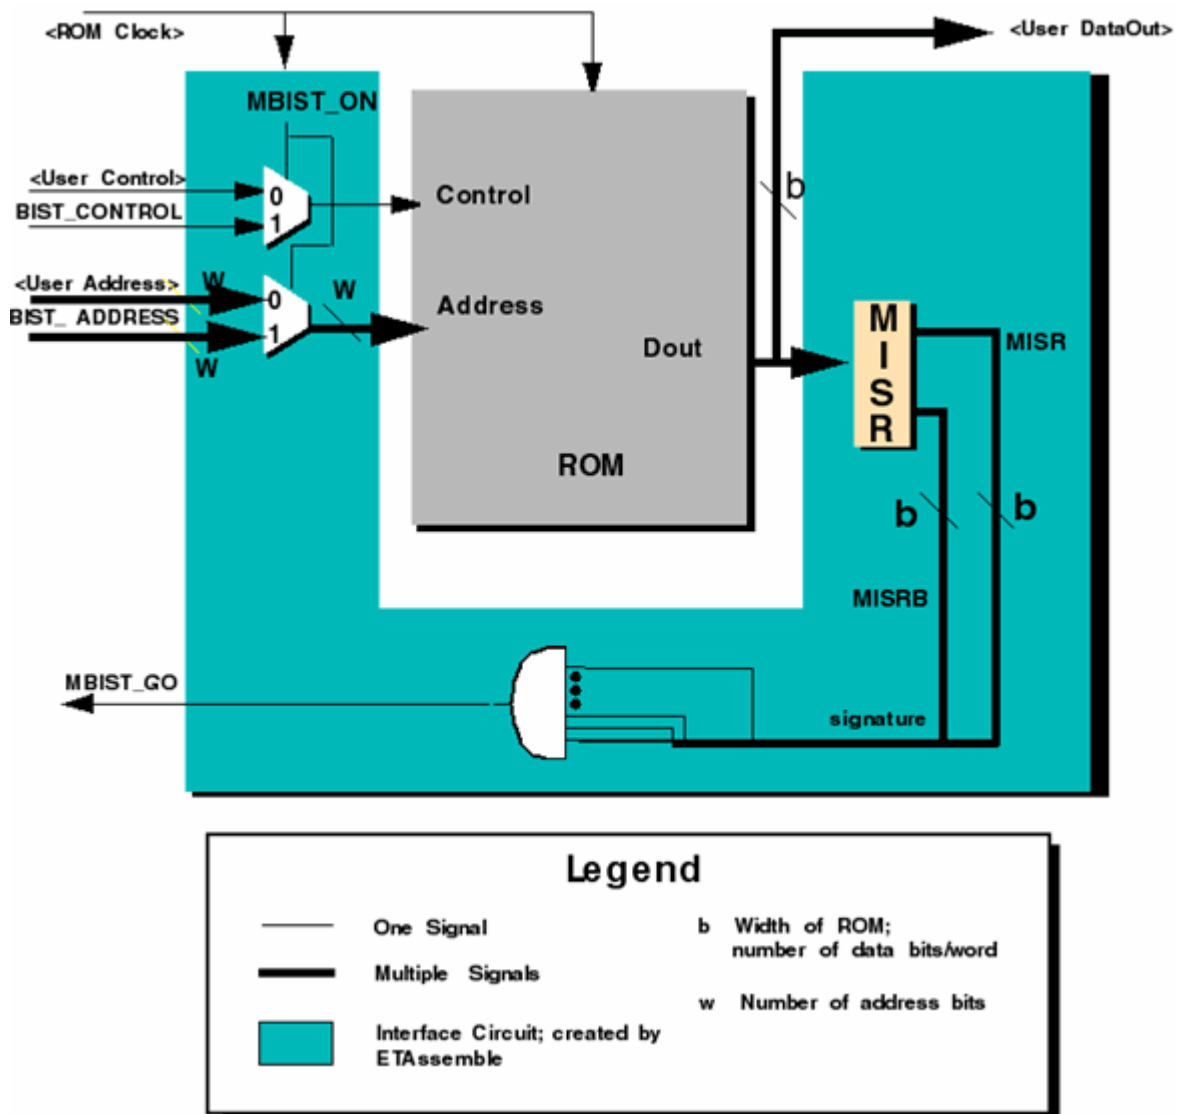 <ROM Clock>
<User DataOut>
MBIST_ON
<User Control>
0
BIST_CONTROL
1
Control
b
<User Address>
W
0
BIST_ ADDRESS
1
W
W
Address
Dout
M
I
S
R
MISR
ROM
b
b
MISRB
MBIST_GO
signature
Legend
One Signal
Multiple Signals
Interface Circuit; created by
ETAssemble
b Width of ROM;
number of data bits/word
w Number of address bits